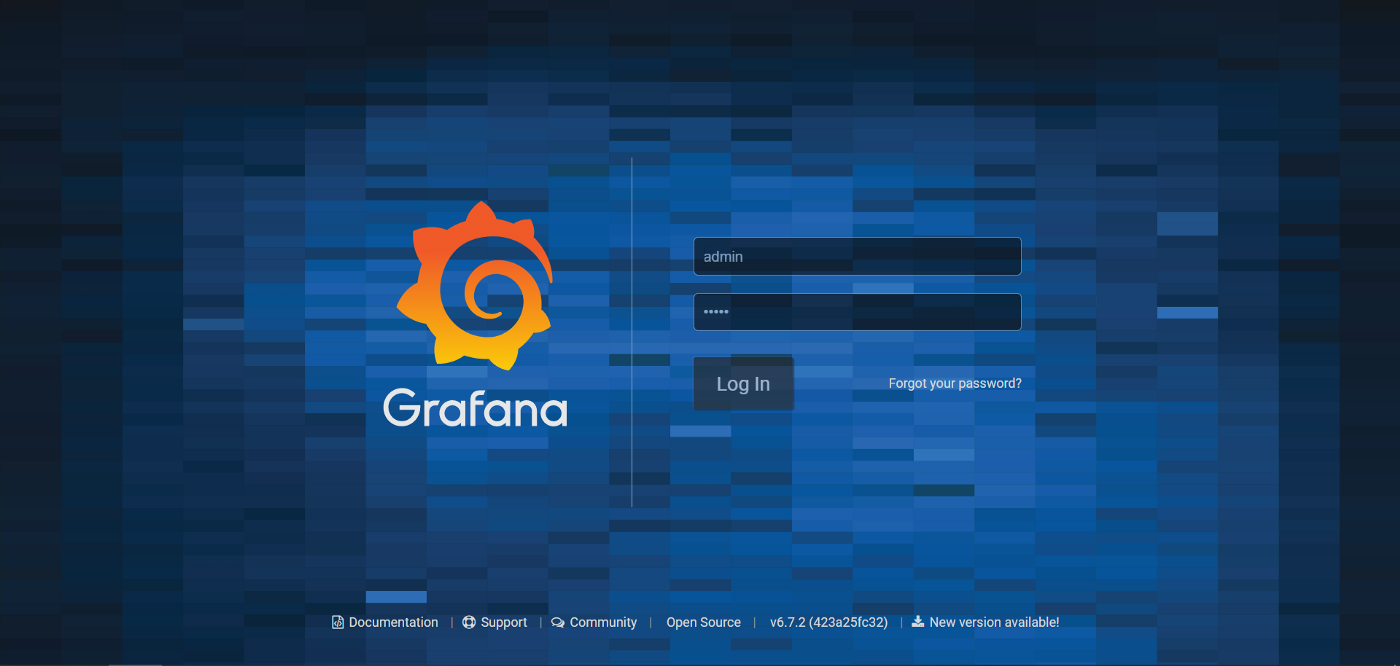 Grafana
admin
•••••
Log In
Forgot your password?
Documentation | Support | Community | Open Source | v6.7.2 (423a25fc32) | New version available!